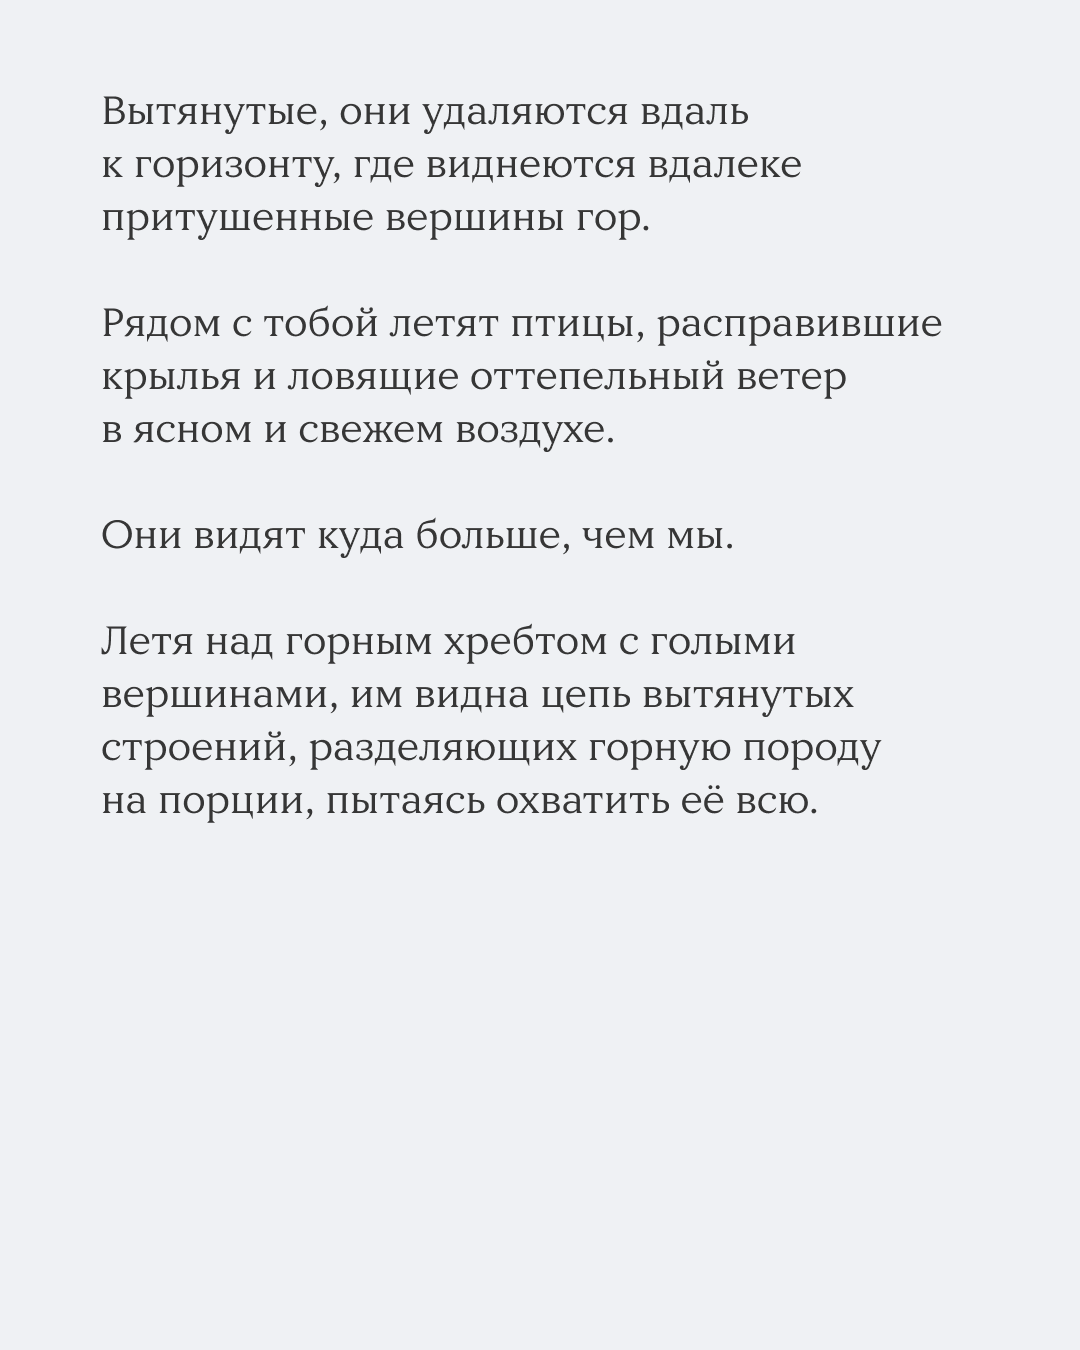 Вытянутые, они удаляются вдаль
к горизонту, где виднеются вдалеке
притушенные вершины гор.
Рядом с тобой летят птицы, расправившие
крылья и ловящие оттепельный ветер
в ясном и свежем воздухе.
Они видят куда больше, чем мы.
Летя над горным хребтом с голыми
вершинами, им видна цепь вытянутых
строений, разделяющих горную породу
на порции, пытаясь охватить её всю.